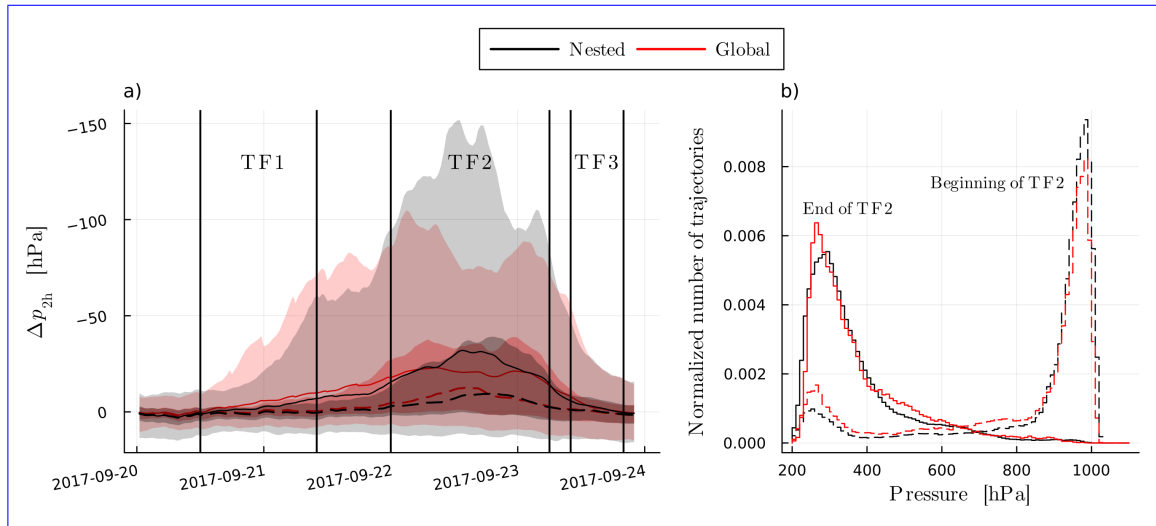 Nested Global
a) b)
−150
−100
−50
0
Δp2h [hPa]
TF1 TF2 TF3
2017-09-20 2017-09-21 2017-09-22 2017-09-23 2017-09-24
Normalized number of trajectories
0.008
0.006
0.004
0.002
0.000
Beginning of TF2
End of TF2
200 400 600 800 1000
Pressure [hPa]